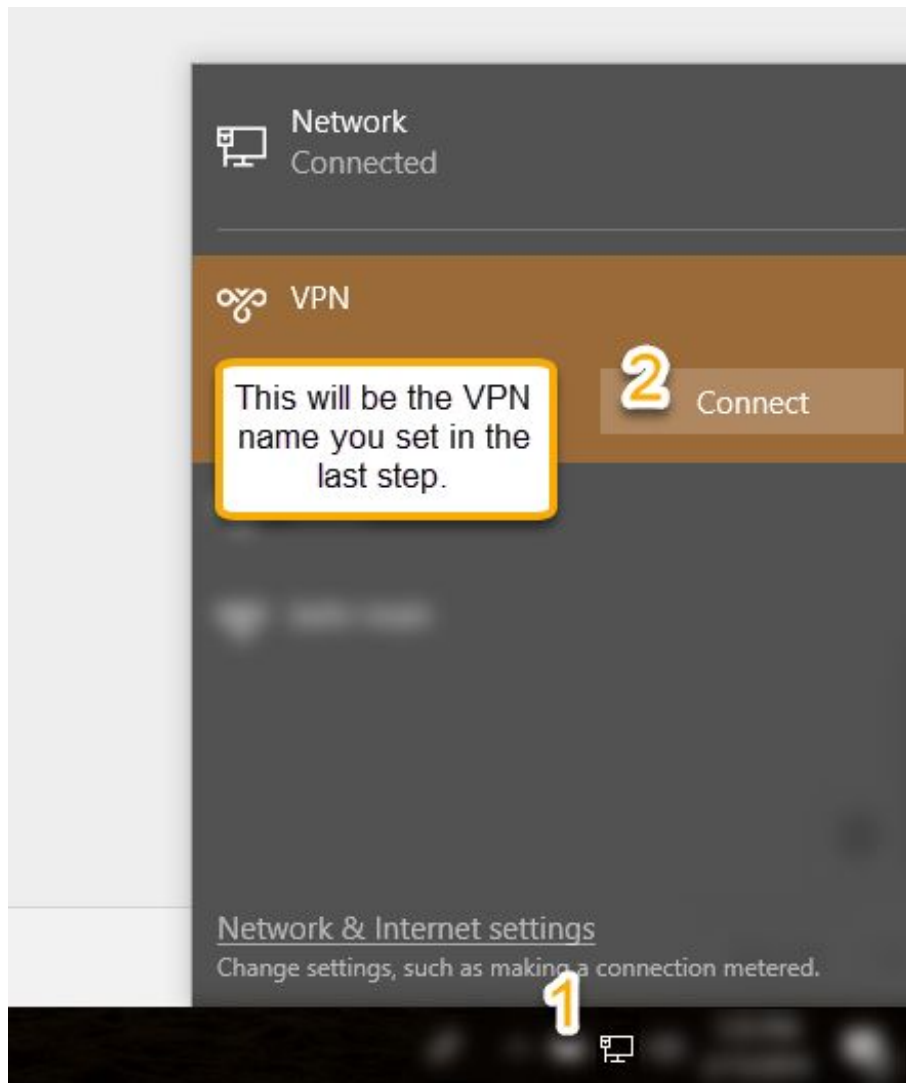 Network
Connected
VPN
This will be the VPN
name you set in the
last step.
2
Connect
Network & Internet settings
Change settings, such as making a connection metered.
1